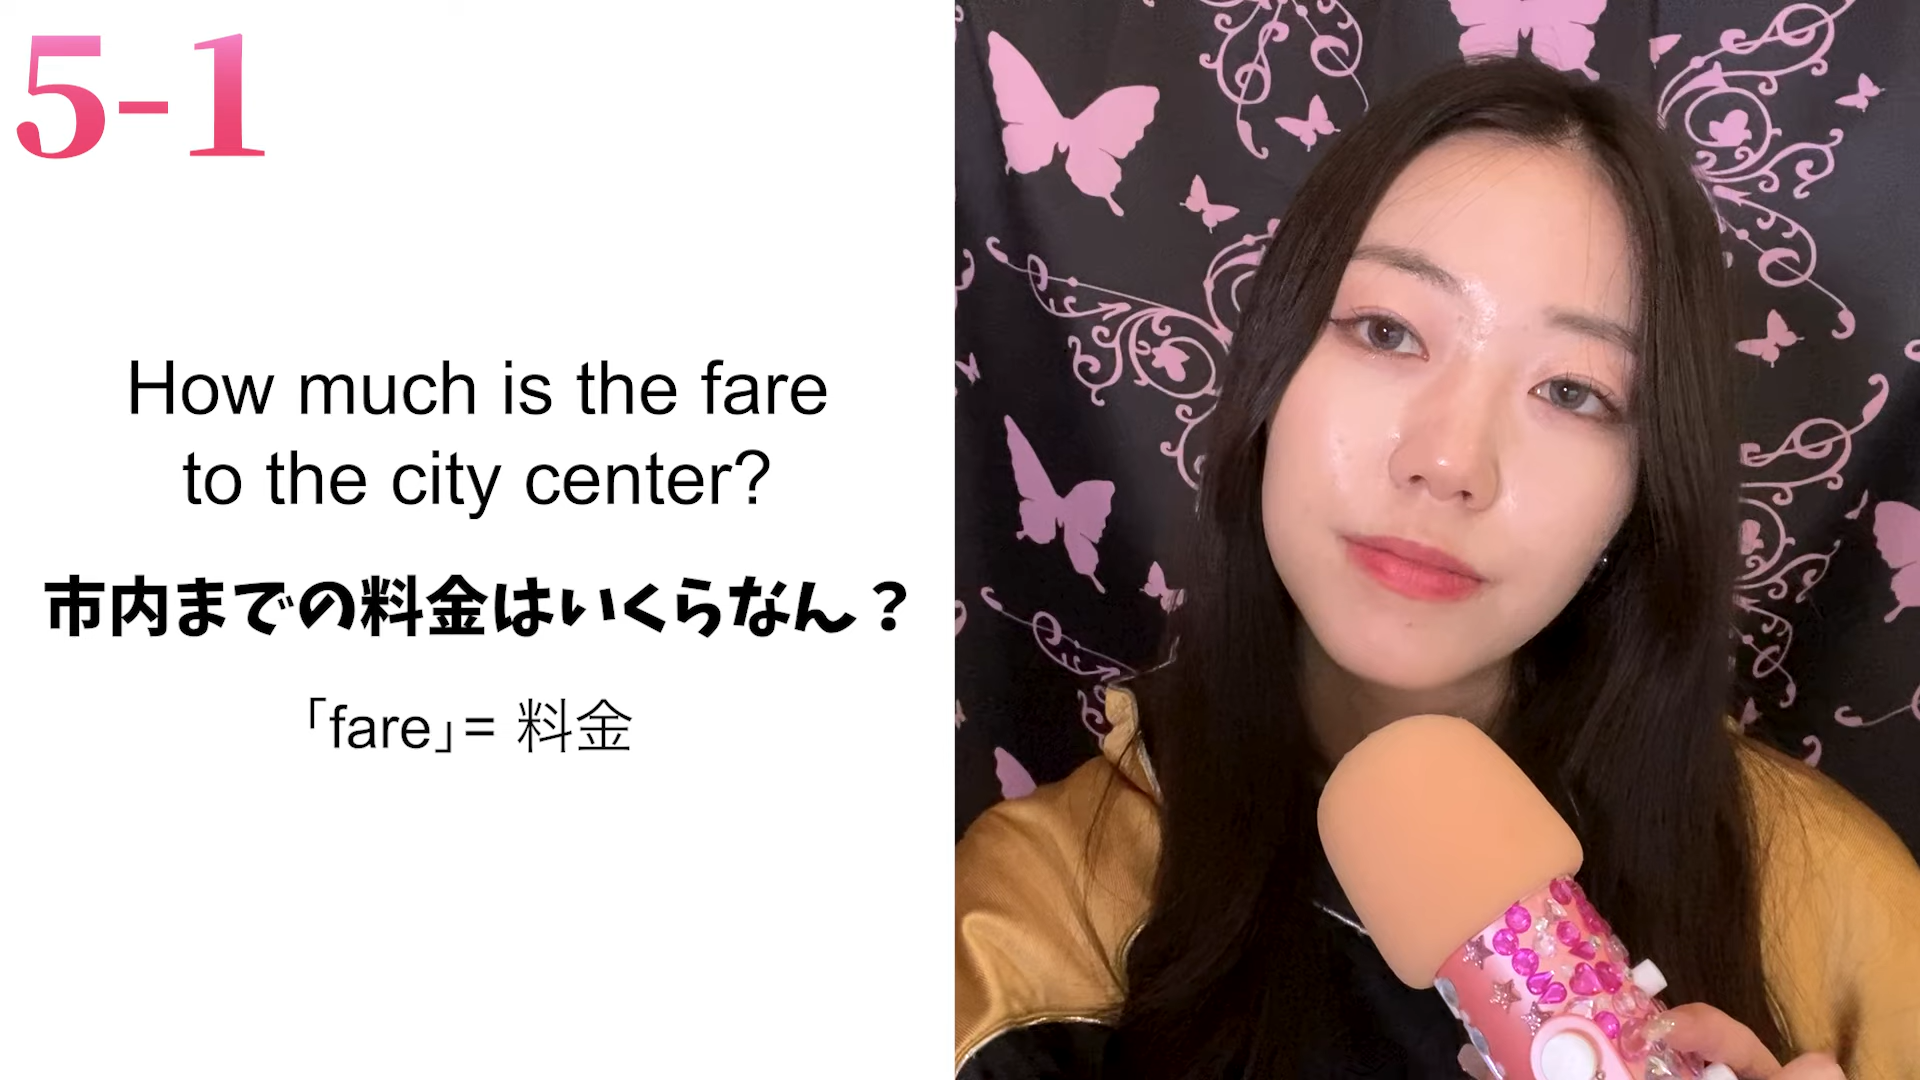 5-1
How much is the fare
to the city center?
市内までの料金はいくらなん？
「fare」= 料金